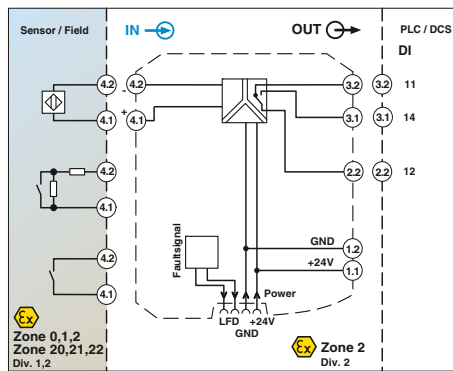 Sensor / Field
IN
OUT
PLC / DCS
DI
4.2
-
4.2
3.2
3.2
11
4.1
+
4.1
3.1
3.1
14
4.2
2.2
2.2
12
4.1
4.2
GND
1.2
+24V
1.1
4.1
Faultsignal
Power
LFD
+24V
GND
Ex
Zone 0,1,2
Zone 20,21,22
Div. 1,2
Ex
Zone 2
Div. 2